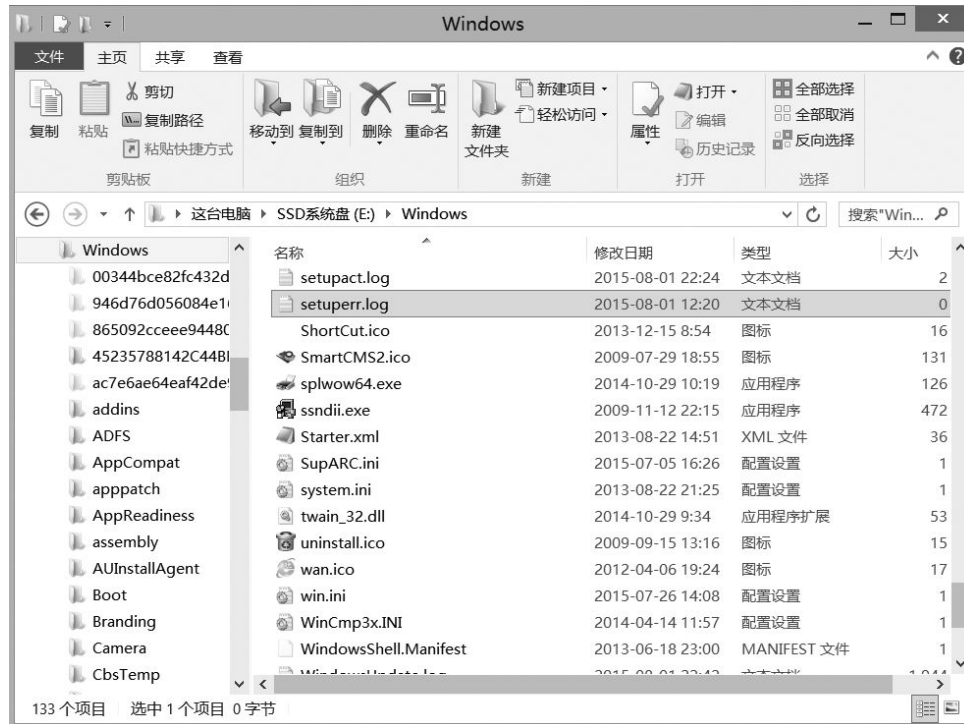 Windows
文件 主页 共享 查看
复制
粘贴
剪切
复制路径
粘贴快捷方式
剪贴板
移动到
复制到
删除
重命名
组织
新建文件夹
新建项目
轻松访问
新建
属性
打开
编辑
历史记录
打开
全部选择
全部取消
反向选择
选择
这台电脑 SSD系统盘 (E:) Windows
搜索"Win...
Windows
00344bce82fc432d
946d76d056084e1
865092cceee94480
45235788142C44B
ac7e6ae64eaf42de
addins
ADFS
AppCompat
apppatch
AppReadiness
assembly
AUInstallAgent
Boot
Branding
Camera
CbsTemp
名称 修改日期 类型 大小
setupact.log 2015-08-01 22:24 文本文档 2
setuperr.log 2015-08-01 12:20 文本文档 0
ShortCut.ico 2013-12-15 8:54 图标 16
SmartCMS2.ico 2009-07-29 18:55 图标 131
splwow64.exe 2014-10-29 10:19 应用程序 126
ssndii.exe 2009-11-12 22:15 应用程序 472
Starter.xml 2013-08-22 14:51 XML 文件 36
SupARC.ini 2015-07-05 16:26 配置设置 1
system.ini 2013-08-22 21:25 配置设置 1
twain_32.dll 2014-10-29 9:34 应用程序扩展 53
uninstall.ico 2009-09-15 13:16 图标 15
wan.ico 2012-04-06 19:24 图标 17
win.ini 2015-07-26 14:08 配置设置 1
WinCmp3x.INI 2014-04-14 11:57 配置设置 1
WindowsShell.Manifest 2013-06-18 23:00 MANIFEST 文件 1
133 个项目 选中 1 个项目 0 字节